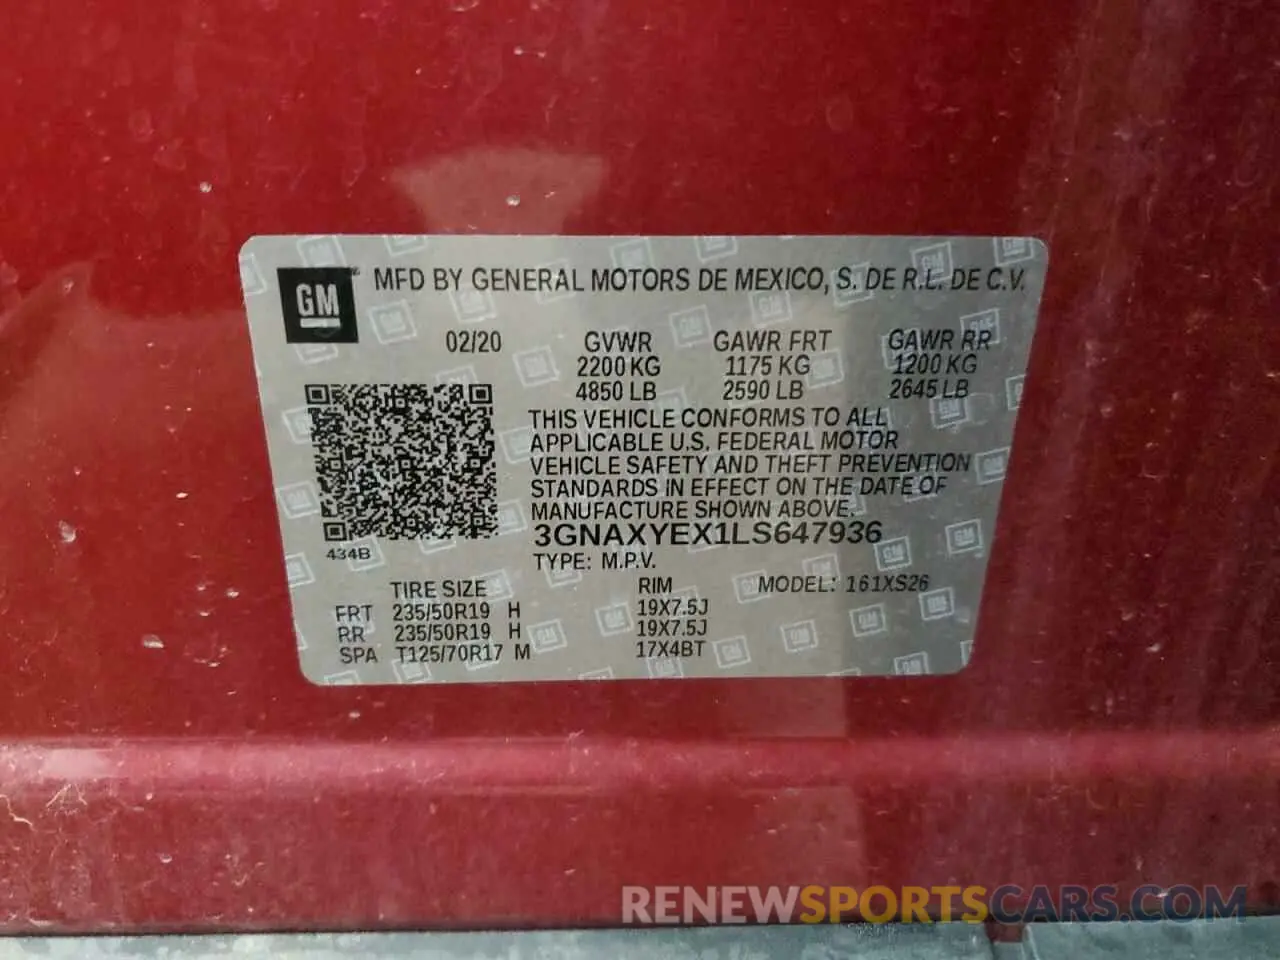 GM
MFD BY GENERAL MOTORS DE MEXICO, S. DE R.L. DE C.V.
02/20 GVWR GAWR FRT GAWR RR
2200 KG 1175 KG 1200 KG
4850 LB 2590 LB 2645 LB
THIS VEHICLE CONFORMS TO ALL
APPLICABLE U.S. FEDERAL MOTOR
VEHICLE SAFETY AND THEFT PREVENTION
STANDARDS IN EFFECT ON THE DATE OF
MANUFACTURE SHOWN ABOVE.
3GNAXYEX1LS647936
434B
TYPE: M.P.V.
TIRE SIZE RIM MODEL: 161XS26
FRT 235/50R19 H 19X7.5J
RR 235/50R19 H 19X7.5J
SPA T125/70R17 M 17X4BT
RENEWSPORTSCARS.COM